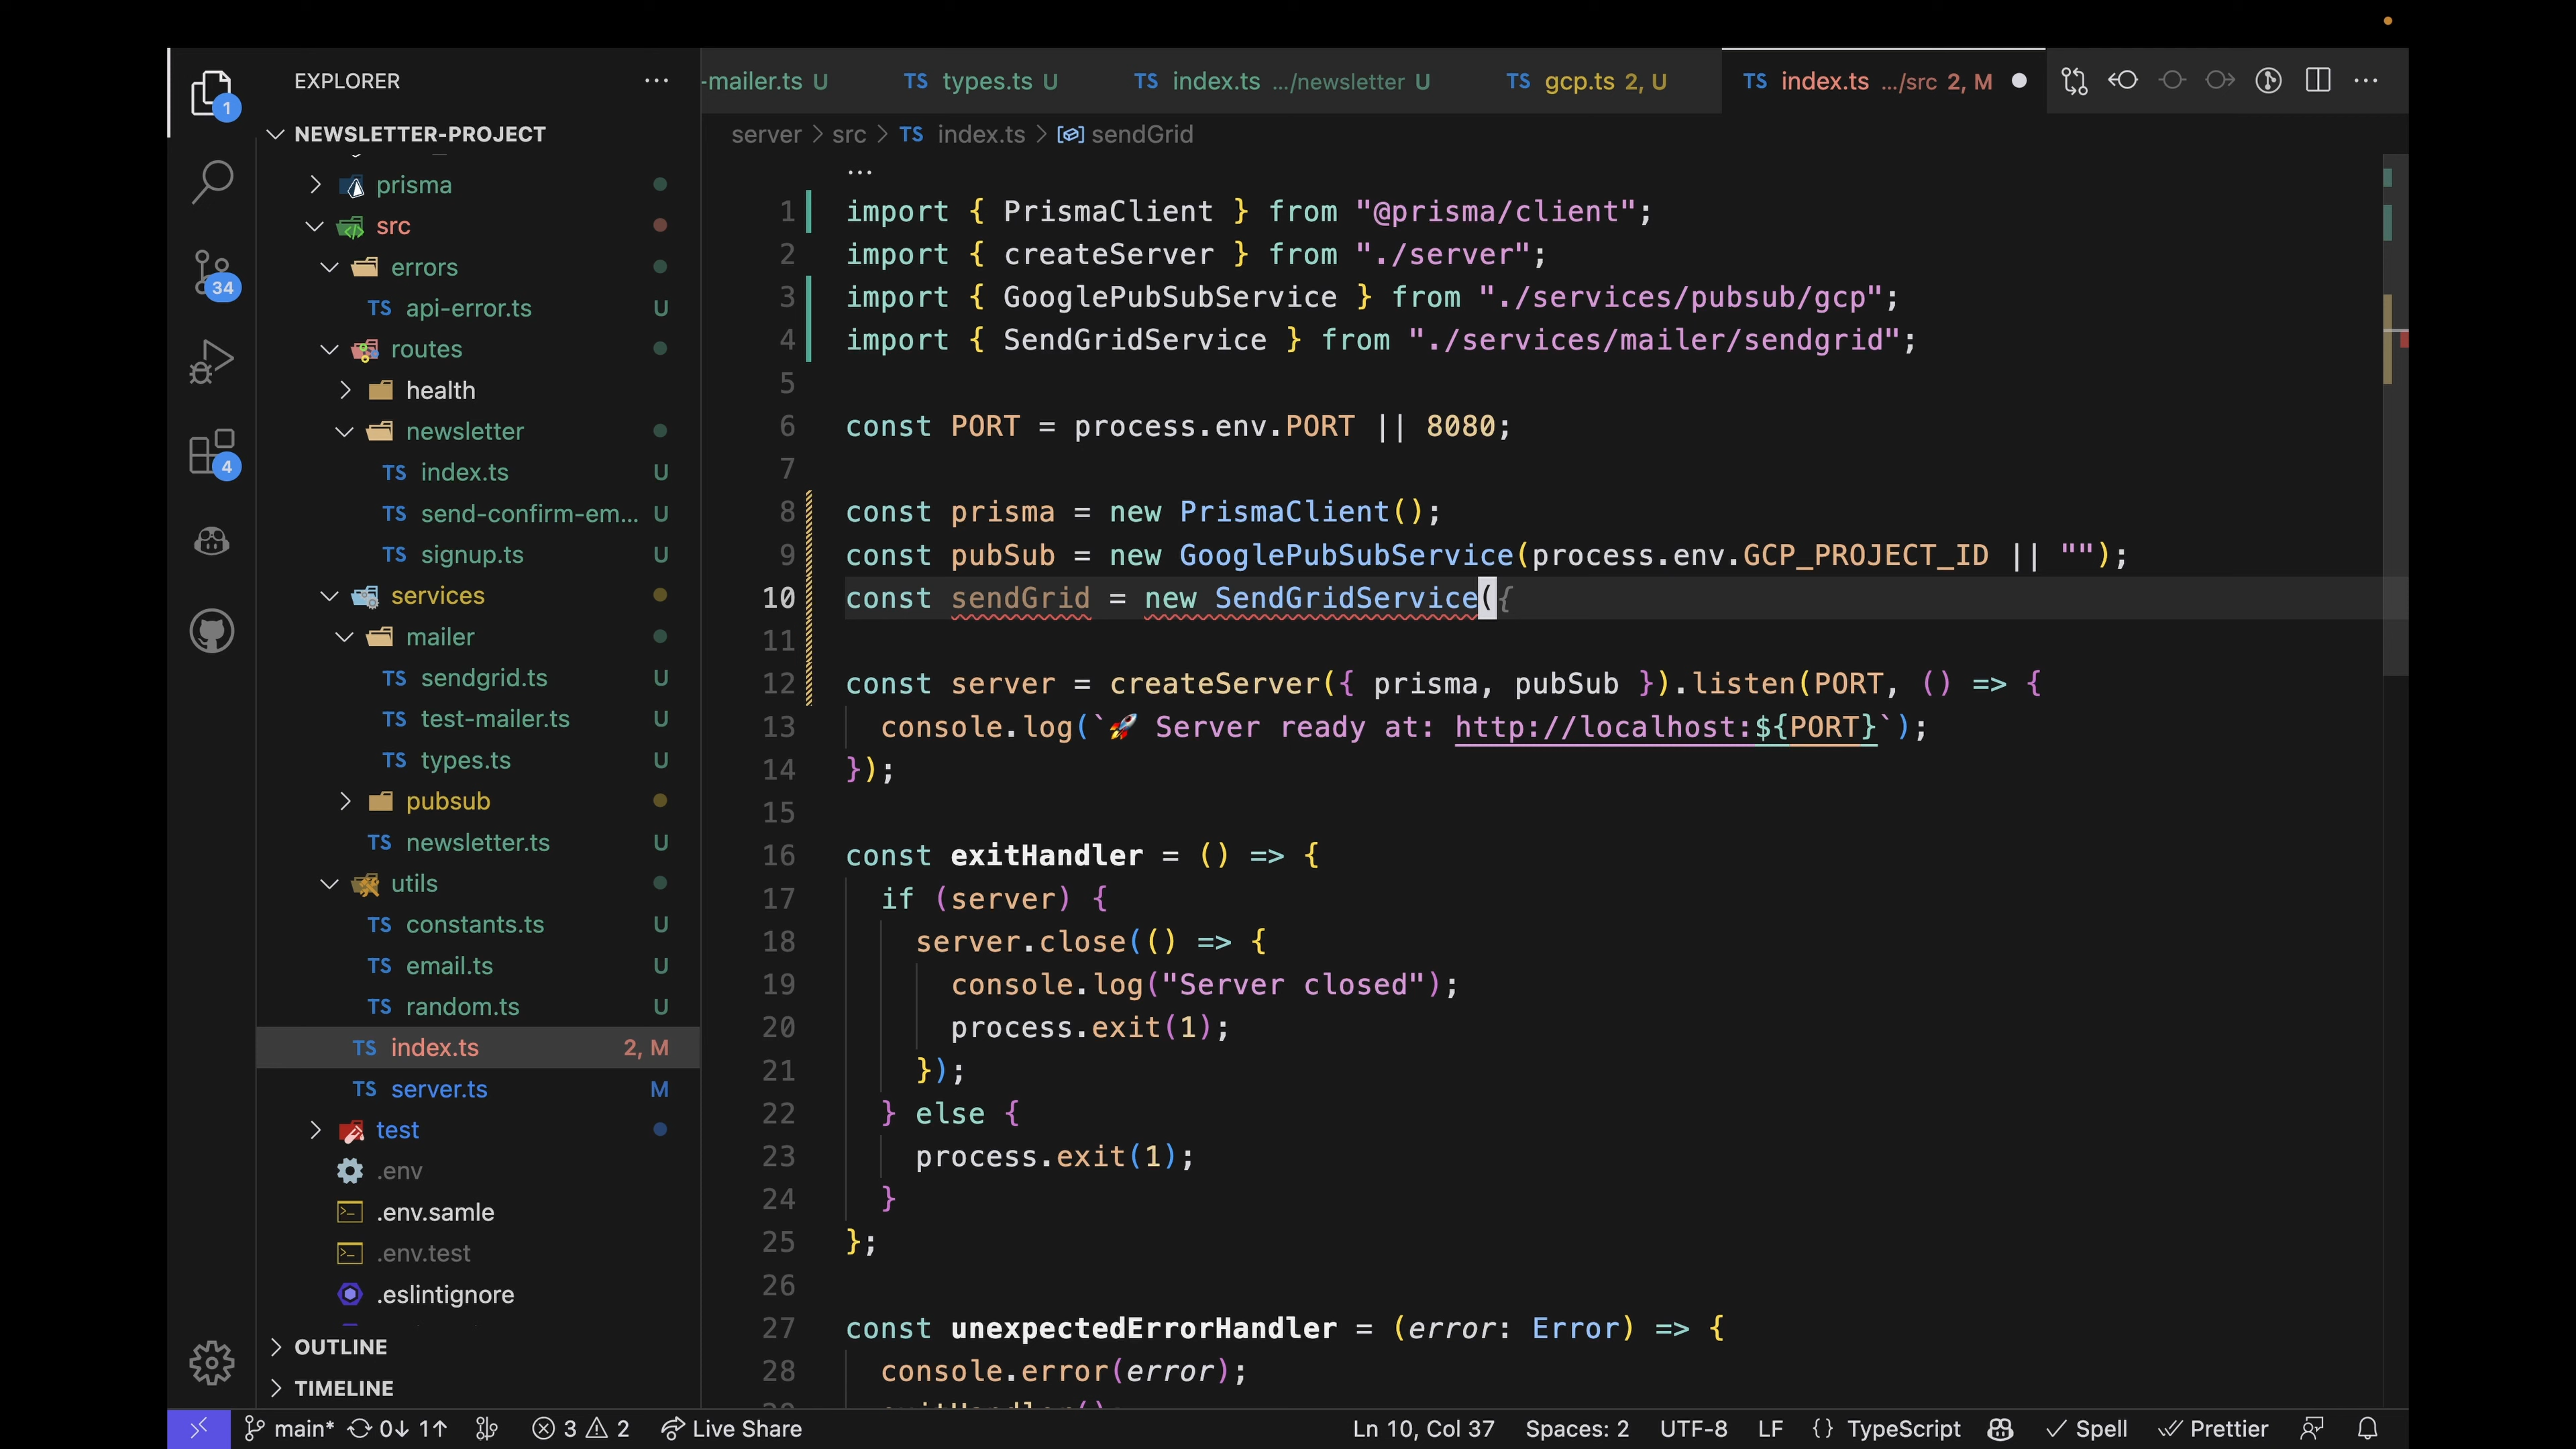 EXPLORER
-mailer.ts U
TS types.ts U
TS index.ts .../newsletter U
TS gcp.ts 2, U
TS index.ts .../src 2, M
1
NEWSLETTER-PROJECT
server > src > TS index.ts > sendGrid
prisma
src
errors
TS api-error.ts U
routes
health
newsletter
TS index.ts U
TS send-confirm-em... U
TS signup.ts U
services
mailer
TS sendgrid.ts U
TS test-mailer.ts U
TS types.ts U
pubsub
TS newsletter.ts U
utils
TS constants.ts U
TS email.ts U
TS random.ts U
TS index.ts 2, M
TS server.ts M
test
.env
.env.samle
.env.test
.eslintignore
OUTLINE
TIMELINE
34
4
...
1 import { PrismaClient } from "@prisma/client";
2 import { createServer } from "./server";
3 import { GooglePubSubService } from "./services/pubsub/gcp";
4 import { SendGridService } from "./services/mailer/sendgrid";
5
6 const PORT = process.env.PORT || 8080;
7
8 const prisma = new PrismaClient();
9 const pubSub = new GooglePubSubService(process.env.GCP_PROJECT_ID || "");
10 const sendGrid = new SendGridService({
11
12 const server = createServer({ prisma, pubSub }).listen(PORT, () => {
13 console.log(`🚀 Server ready at: http://localhost:${PORT}`);
14 });
15
16 const exitHandler = () => {
17 if (server) {
18 server.close(() => {
19 console.log("Server closed");
20 process.exit(1);
21 });
22 } else {
23 process.exit(1);
24 }
25 };
26
27 const unexpectedErrorHandler = (error: Error) => {
28 console.error(error);
main* 0↓ 1↑ 3 2 Live Share
Ln 10, Col 37 Spaces: 2 UTF-8 LF {} TypeScript Spell Prettier